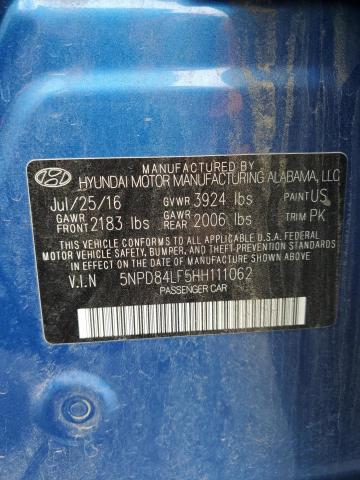 MANUFACTURED BY
HYUNDAI MOTOR MANUFACTURING ALABAMA, LLC
Jul/25/16 GVWR 3924 lbs PAINT US
GAWR FRONT 2183 lbs GAWR REAR 2006 lbs TRIM PK
THIS VEHICLE CONFORMS TO ALL APPLICABLE U.S.A. FEDERAL
MOTOR VEHICLE SAFETY, BUMPER, AND THEFT PREVENTION STANDARDS
IN EFFECT ON THE DATE OF MANUFACTURE SHOWN ABOVE.
V.I.N 5NPD84LF5HH111062
PASSENGER CAR